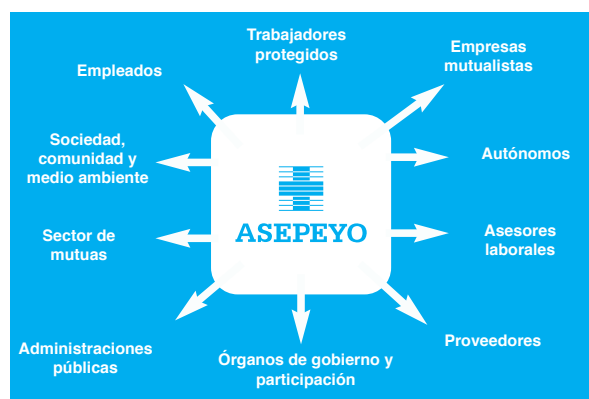 Trabajadores
protegidos
Empresas
mutualistas
Empleados
Sociedad,
comunidad y
medio ambiente
Autónomos
ASEPEYO
Sector de
mutuas
Asesores
laborales
Administraciones
públicas
Órganos de gobierno y
participación
Proveedores